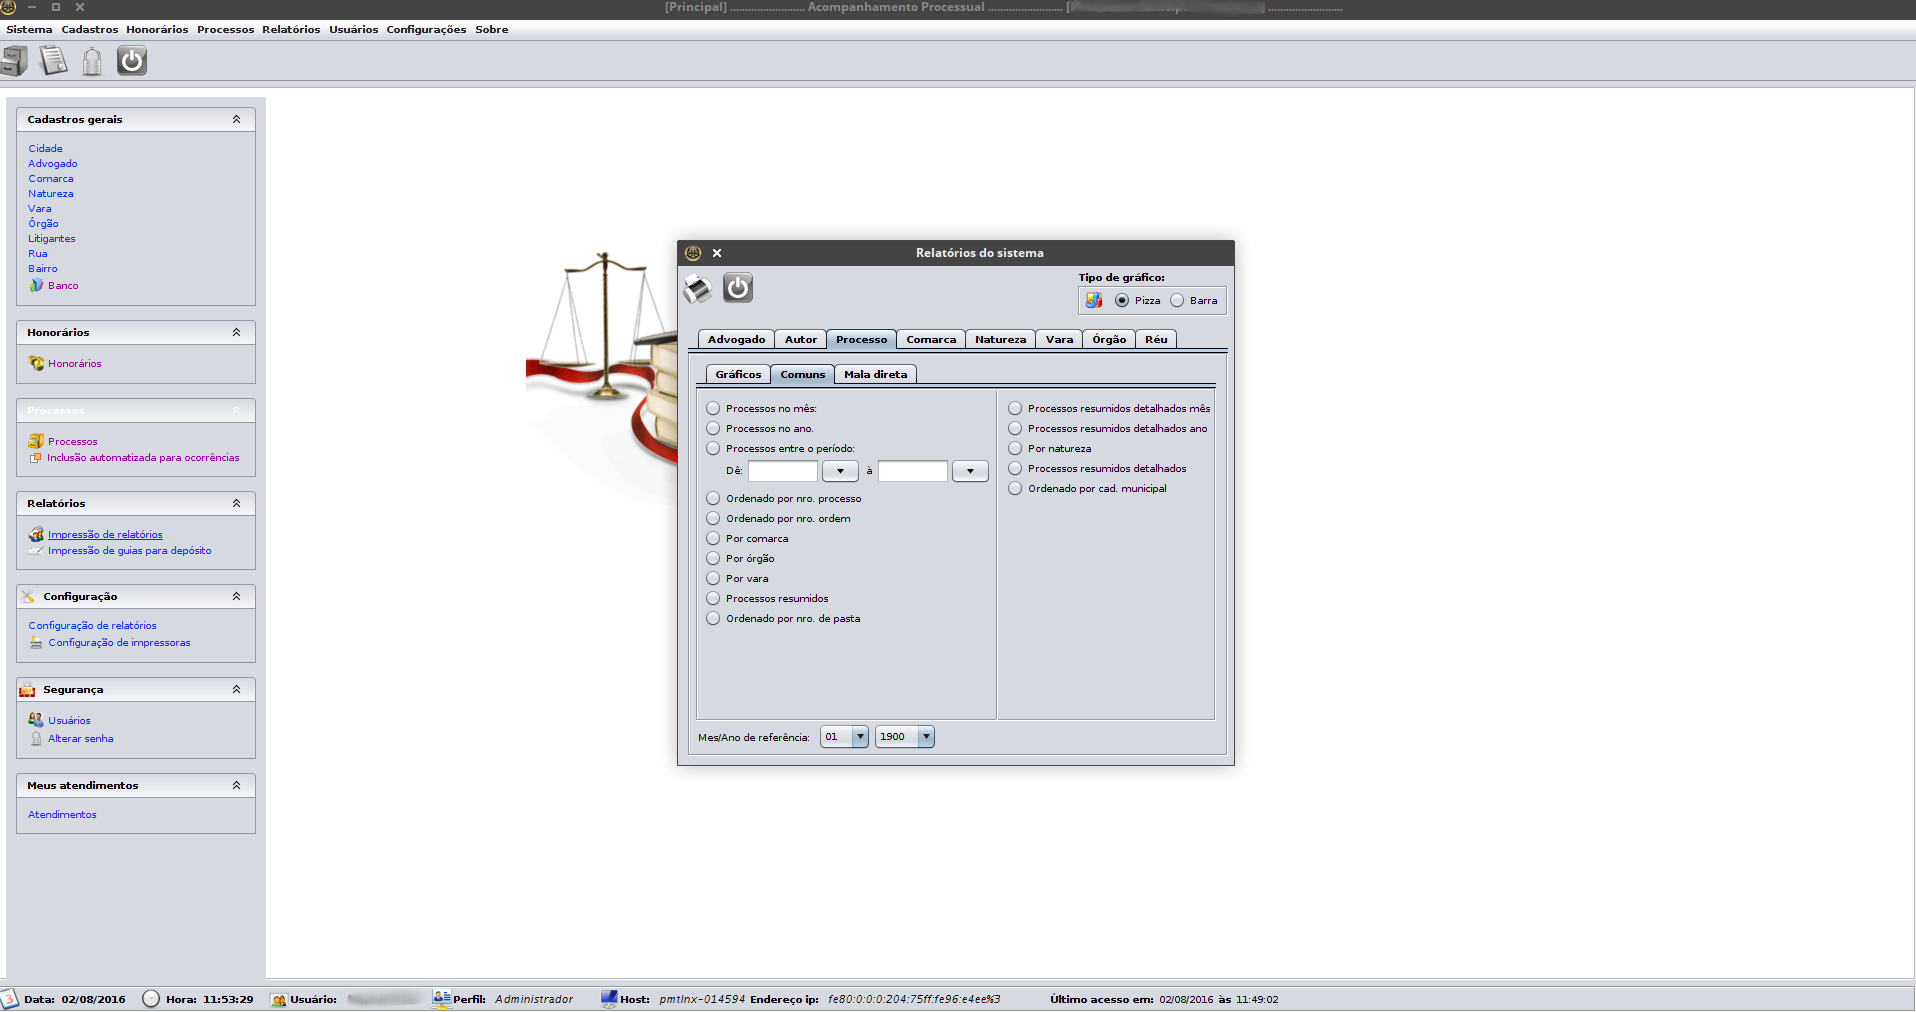 [Principal] ......................... Acompanhamento Processual ......................... [ ] .........................
Sistema Cadastros Honorários Processos Relatórios Usuários Configurações Sobre
Cadastros gerais
Cidade
Advogado
Comarca
Natureza
Vara
Órgão
Litigantes
Rua
Bairro
Banco
Honorários
Honorários
Processos
Processos
Inclusão automatizada para ocorrências
Relatórios
Impressão de relatórios
Impressão de guias para depósito
Configuração
Configuração de relatórios
Configuração de impressoras
Segurança
Usuários
Alterar senha
Meus atendimentos
Atendimentos
Relatórios do sistema
Tipo de gráfico:
Pizza Barra
Advogado Autor Processo Comarca Natureza Vara Órgão Réu
Gráficos Comuns Mala direta
Processos no mês:
Processos no ano.
Processos entre o período:
Dê: à
Ordenado por nro. processo
Ordenado por nro. ordem
Por comarca
Por órgão
Por vara
Processos resumidos
Ordenado por nro. de pasta
Processos resumidos detalhados mês
Processos resumidos detalhados ano
Por natureza
Processos resumidos detalhados
Ordenado por cad. municipal
Mes/Ano de referência: 01 1900
3 Data: 02/08/2016 Hora: 11:53:29 Usuário: Perfil: Administrador Host: pmtlnx-014594 Endereço ip: fe80:0:0:0:204:75ff:fe96:e4ee%3 Último acesso em: 02/08/2016 às 11:49:02